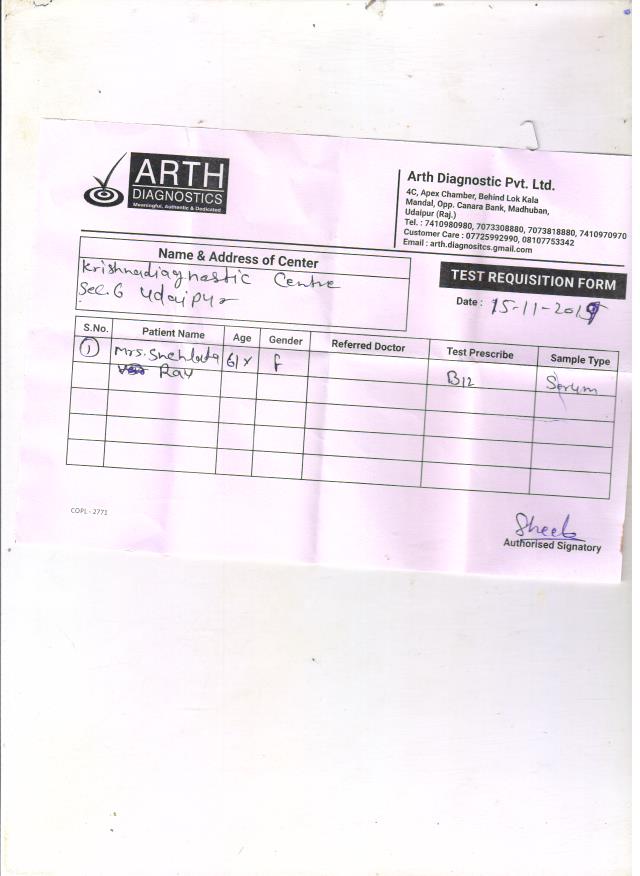 ARTH
DIAGNOSTICS
Meaningful, Authentic & Dedicated
Arth Diagnostic Pvt. Ltd.
4C, Apex Chamber, Behind Lok Kala
Mandal, Opp. Canara Bank, Madhuban,
Udaipur (Raj.)
Tel. : 7410980980, 7073308880, 7073818880, 7410970970
Customer Care : 07725992990, 08107753342
Email : arth.diagnositcs.gmail.com
Name & Address of Center
Krishnadiagnostic Centre
Sec.6 Udaipur
TEST REQUISITION FORM
Date : 15-11-2019
S.No. Patient Name Age Gender Referred Doctor Test Prescribe Sample Type
1 Mrs. Snehlata 61 F B12 Serum
Ray
COPL - 2771
Sheela
Authorised Signatory